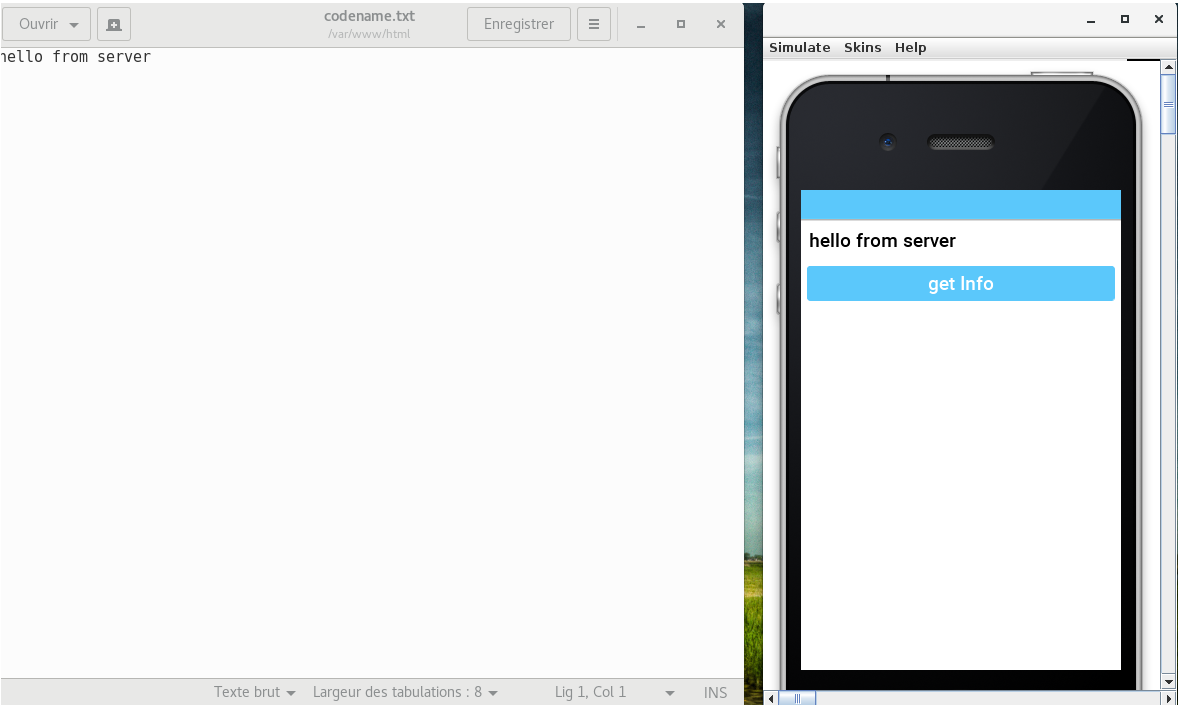 Ouvrir
codename.txt
/var/www/html
Enregistrer
hello from server
Texte brut
Largeur des tabulations : 8
Lig 1, Col 1
INS
Simulate Skins Help
hello from server
get Info